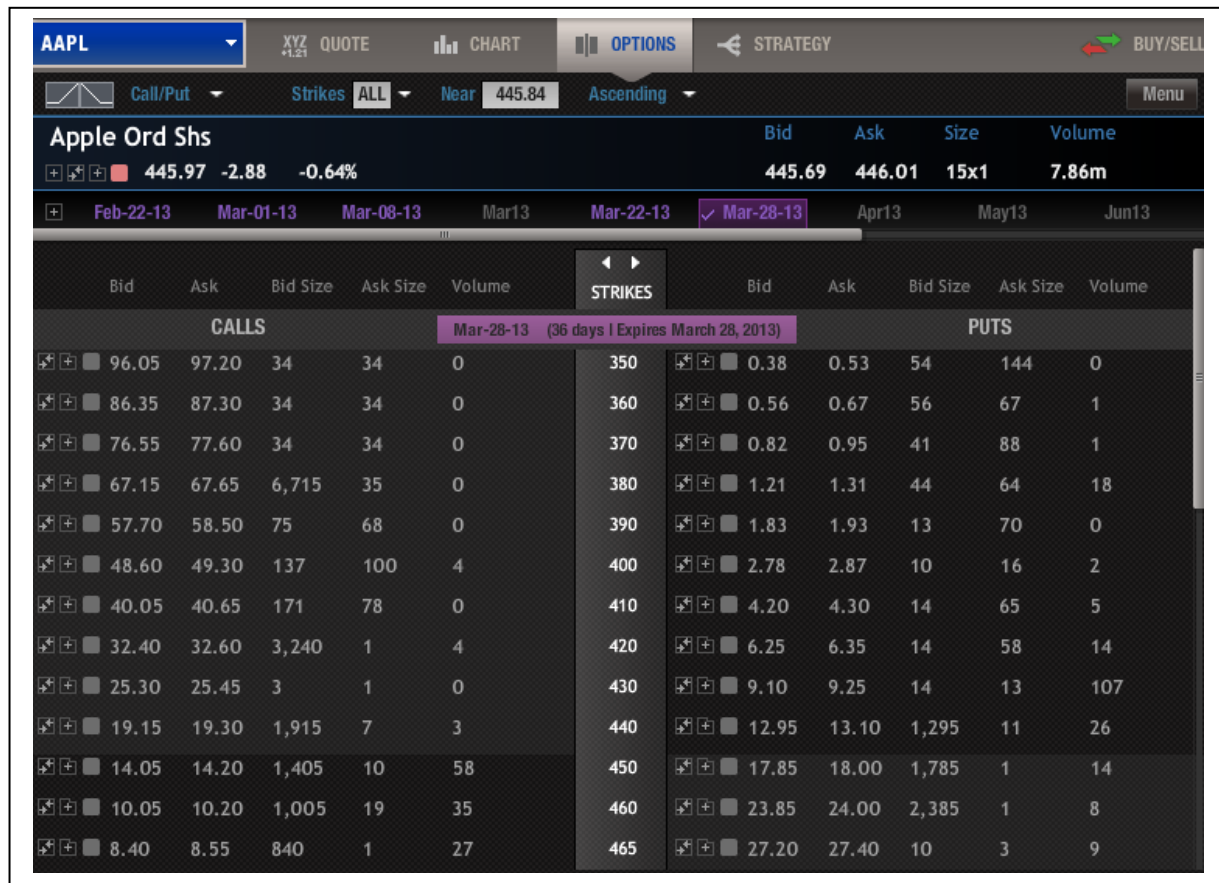 AAPL XYZ +1.21 QUOTE CHART OPTIONS STRATEGY BUY/SELL
Call/Put Strikes ALL Near 445.84 Ascending Menu
Apple Ord Shs Bid Ask Size Volume
445.97 -2.88 -0.64% 445.69 446.01 15x1 7.86m
Feb-22-13 Mar-01-13 Mar-08-13 Mar13 Mar-22-13 Mar-28-13 Apr13 May13 Jun13
Bid Ask Bid Size Ask Size Volume STRIKES Bid Ask Bid Size Ask Size Volume
CALLS Mar-28-13 (36 days | Expires March 28, 2013) PUTS
96.05 97.20 34 34 0 350 0.38 0.53 54 144 0
86.35 87.30 34 34 0 360 0.56 0.67 56 67 1
76.55 77.60 34 34 0 370 0.82 0.95 41 88 1
67.15 67.65 6,715 35 0 380 1.21 1.31 44 64 18
57.70 58.50 75 68 0 390 1.83 1.93 13 70 0
48.60 49.30 137 100 4 400 2.78 2.87 10 16 2
40.05 40.65 171 78 0 410 4.20 4.30 14 65 5
32.40 32.60 3,240 1 4 420 6.25 6.35 14 58 14
25.30 25.45 3 1 0 430 9.10 9.25 14 13 107
19.15 19.30 1,915 7 3 440 12.95 13.10 1,295 11 26
14.05 14.20 1,405 10 58 450 17.85 18.00 1,785 1 14
10.05 10.20 1,005 19 35 460 23.85 24.00 2,385 1 8
8.40 8.55 840 1 27 465 27.20 27.40 10 3 9